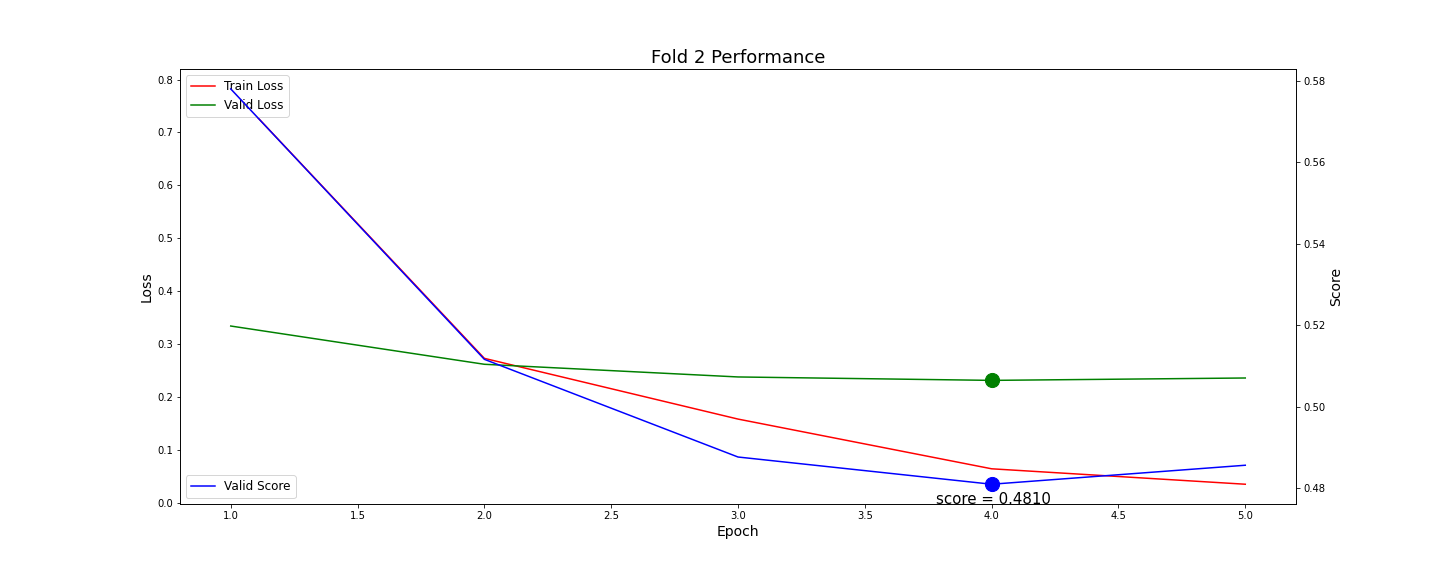 Fold 2 Performance
Train Loss
Valid Loss
Valid Score
0.8
0.7
0.6
0.5
0.4
0.3
0.2
0.1
0.0
Loss
0.58
0.56
0.54
0.52
0.50
0.48
Score
score = 0.4810
1.0 1.5 2.0 2.5 3.0 3.5 4.0 4.5 5.0
Epoch